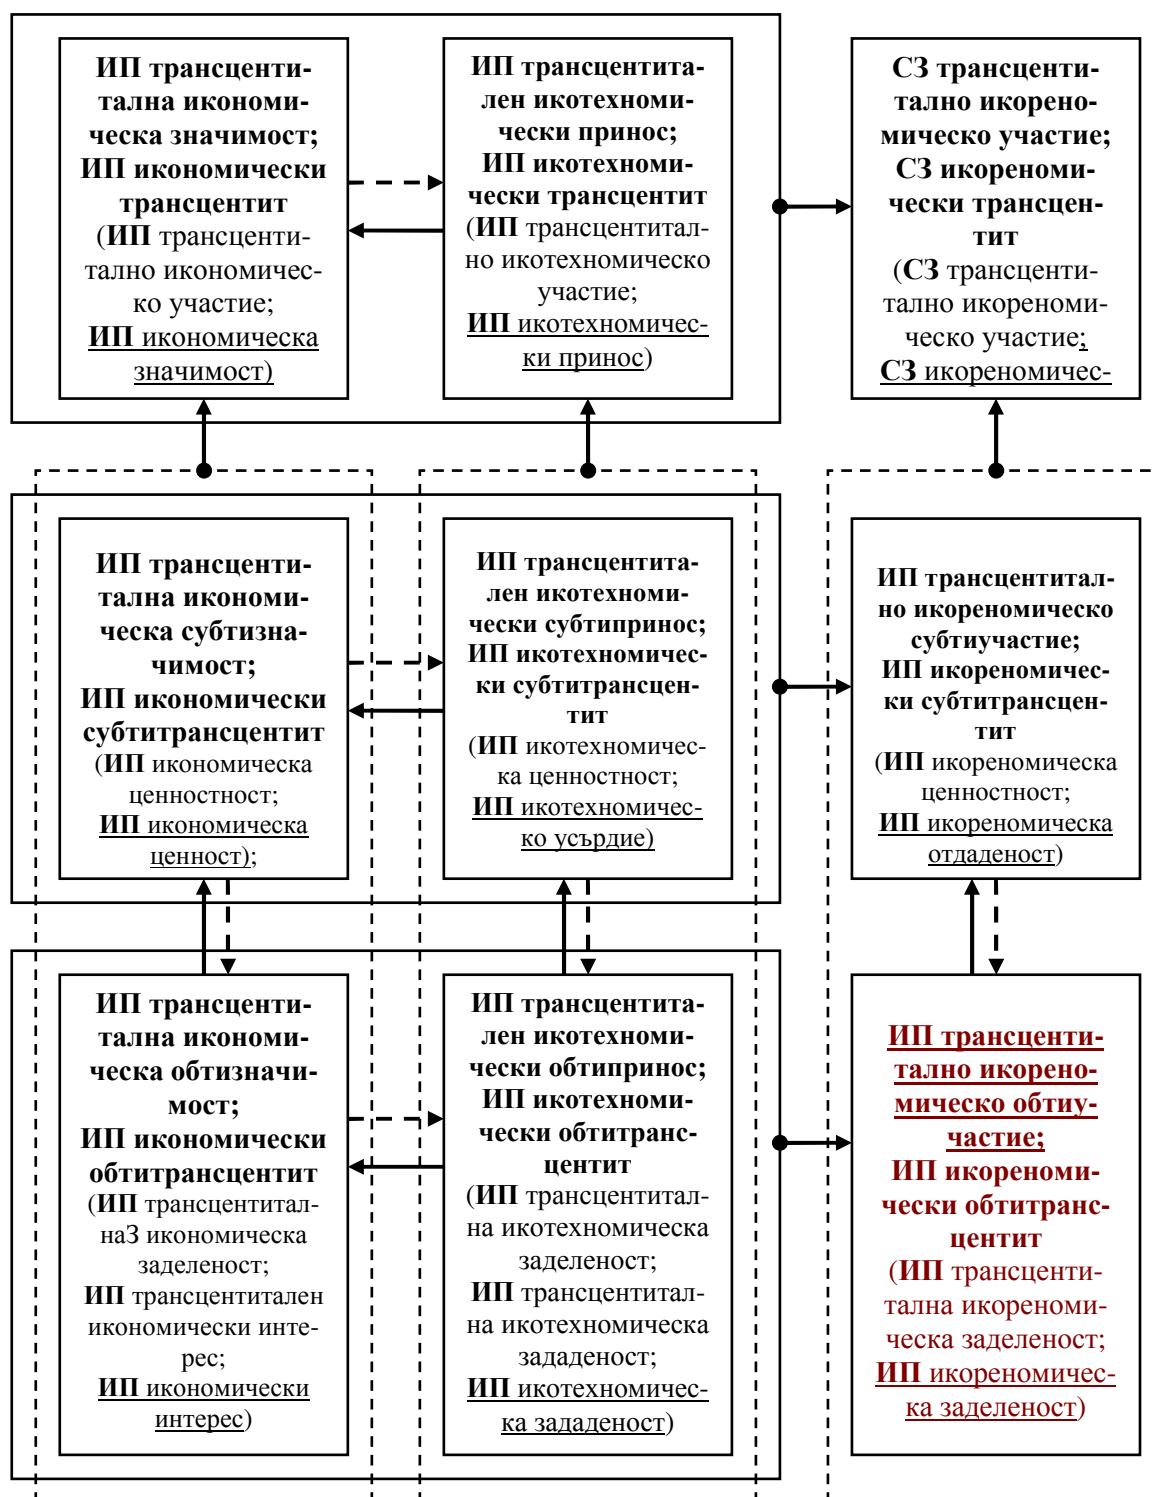 ИП трансценти-
тална икономи-
ческа значимост;
ИП икономически
трансцентит
(ИП трансценти-
тално икономичес-
ко участие;
ИП икономическа
значимост)
ИП трансцентита-
лен икотехноми-
чески принос;
ИП икотехноми-
чески трансцентит
(ИП трансцентитал-
но икотехномическо
участие;
ИП икотехномичес-
ки принос)
СЗ трансценти-
тално икорено-
мическо участие;
СЗ икореноми-
чески трансцен-
тит
(СЗ трансценти-
тално икореноми-
ческо участие;
СЗ икореномичес-
ИП трансценти-
тална икономи-
ческа субтизна-
чимост;
ИП икономически
субтитрансцентит
(ИП икономическа
ценностност;
ИП икономическа
ценност);
ИП трансцентита-
лен икотехноми-
чески субтипринос;
ИП икотехномичес-
ки субтитрансцен-
тит
(ИП икотехномичес-
ка ценностност;
ИП икотехномичес-
ко усърдие)
ИП трансцентитал-
но икореномическо
субтиучастие;
ИП икореномичес-
ки субтитрансцен-
тит
(ИП икореномическа
ценностност;
ИП икореномическа
отдаденост)
ИП трансценти-
тална икономи-
ческа обтизначи-
мост;
ИП икономически
обтитрансцентит
(ИП трансцентитал-
наЗ икономическа
заделеност;
ИП трансцентитален
икономически инте-
рес;
ИП икономически
интерес)
ИП трансцентита-
лен икотехноми-
чески обтипринос;
ИП икотехноми-
чески обтитранс-
центит
(ИП трансцентитал-
на икотехномическа
заделеност;
ИП трансцентитал-
на икотехномическа
зададеност;
ИП икотехномичес-
ка зададеност)
ИП трансценти-
тално икорено-
мическо обтиу-
частие;
ИП икореноми-
чески обтитранс-
центит
(ИП трансценти-
тална икореноми-
ческа заделеност;
ИП икореномичес-
ка заделеност)